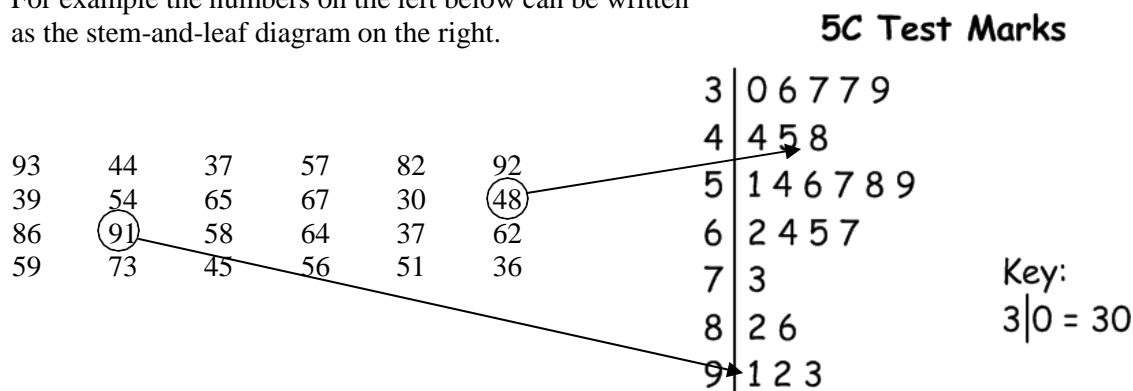 For example the numbers on the left below can be written
as the stem-and-leaf diagram on the right.
5C Test Marks
93 44 37 57 82 92
39 54 65 67 30 48
86 91 58 64 37 62
59 73 45 56 51 36
3 | 0 6 7 7 9
4 | 4 5 8
5 | 1 4 6 7 8 9
6 | 2 4 5 7
7 | 3
8 | 2 6
9 | 1 2 3
Key:
3|0 = 30